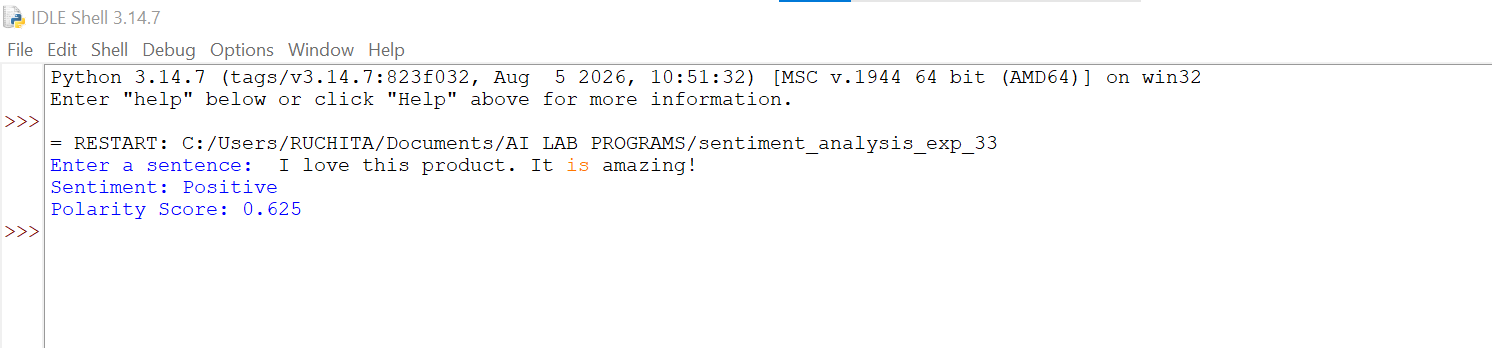 IDLE Shell 3.14.7
File Edit Shell Debug Options Window Help
Python 3.14.7 (tags/v3.14.7:823f032, Aug  5 2026, 10:51:32) [MSC v.1944 64 bit (AMD64)] on win32
Enter "help" below or click "Help" above for more information.
>>>
= RESTART: C:/Users/RUCHITA/Documents/AI LAB PROGRAMS/sentiment_analysis_exp_33
Enter a sentence:  I love this product. It is amazing!
Sentiment: Positive
Polarity Score: 0.625
>>>